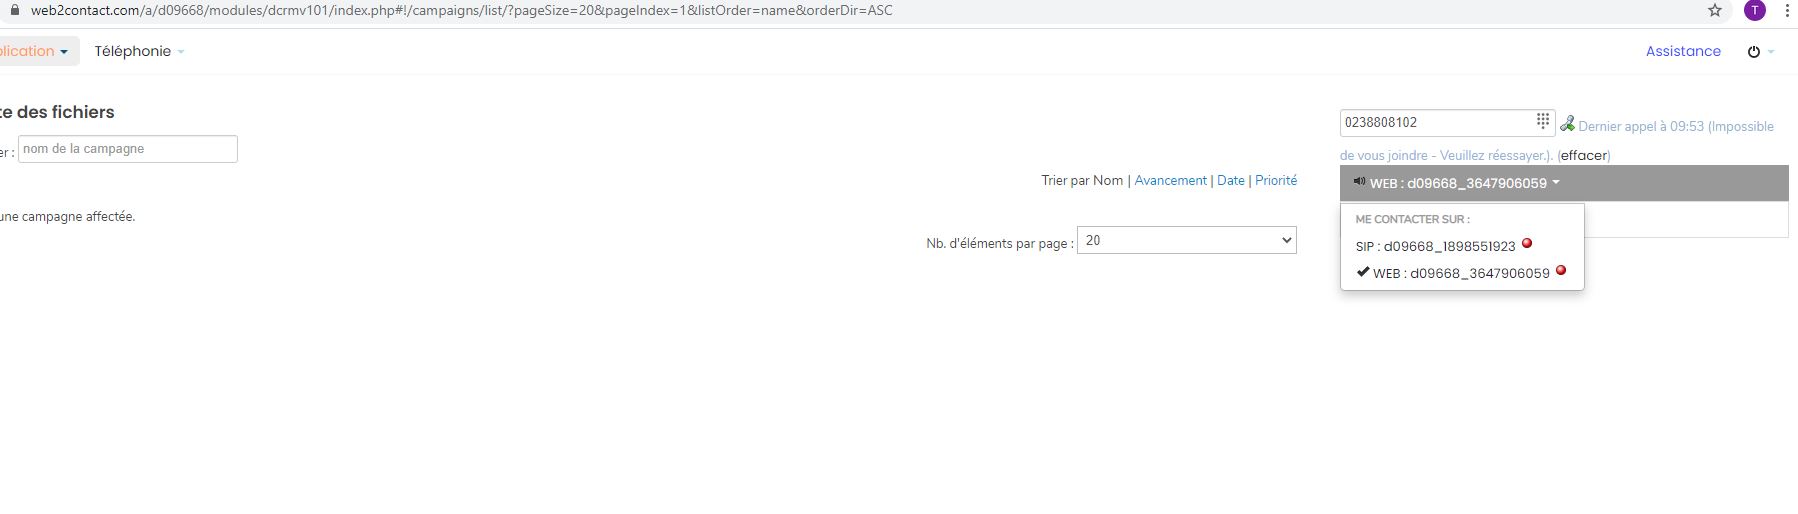 web2contact.com/a/d09668/modules/dcrmv101/index.php#!/campaigns/list/?pageSize=20&pageIndex=1&listOrder=name&orderDir=ASC
T
plication Téléphonie Assistance
te des fichiers
er : nom de la campagne
0238808102 Dernier appel à 09:53 (Impossible
de vous joindre - Veuillez réessayer.). (effacer)
Trier par Nom | Avancement | Date | Priorité
WEB : d09668_3647906059
une campagne affectée.
ME CONTACTER SUR :
Nb. d'éléments par page : 20
SIP : d09668_1898551923
WEB : d09668_3647906059